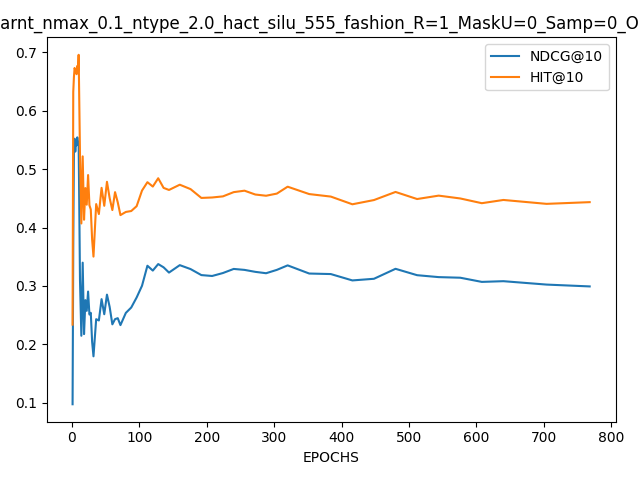 arnt_nmax_0.1_ntype_2.0_hact_silu_555_fashion_R=1_MaskU=0_Samp=0_O
NDCG@10
HIT@10
0.7
0.6
0.5
0.4
0.3
0.2
0.1
0 100 200 300 400 500 600 700 800
EPOCHS